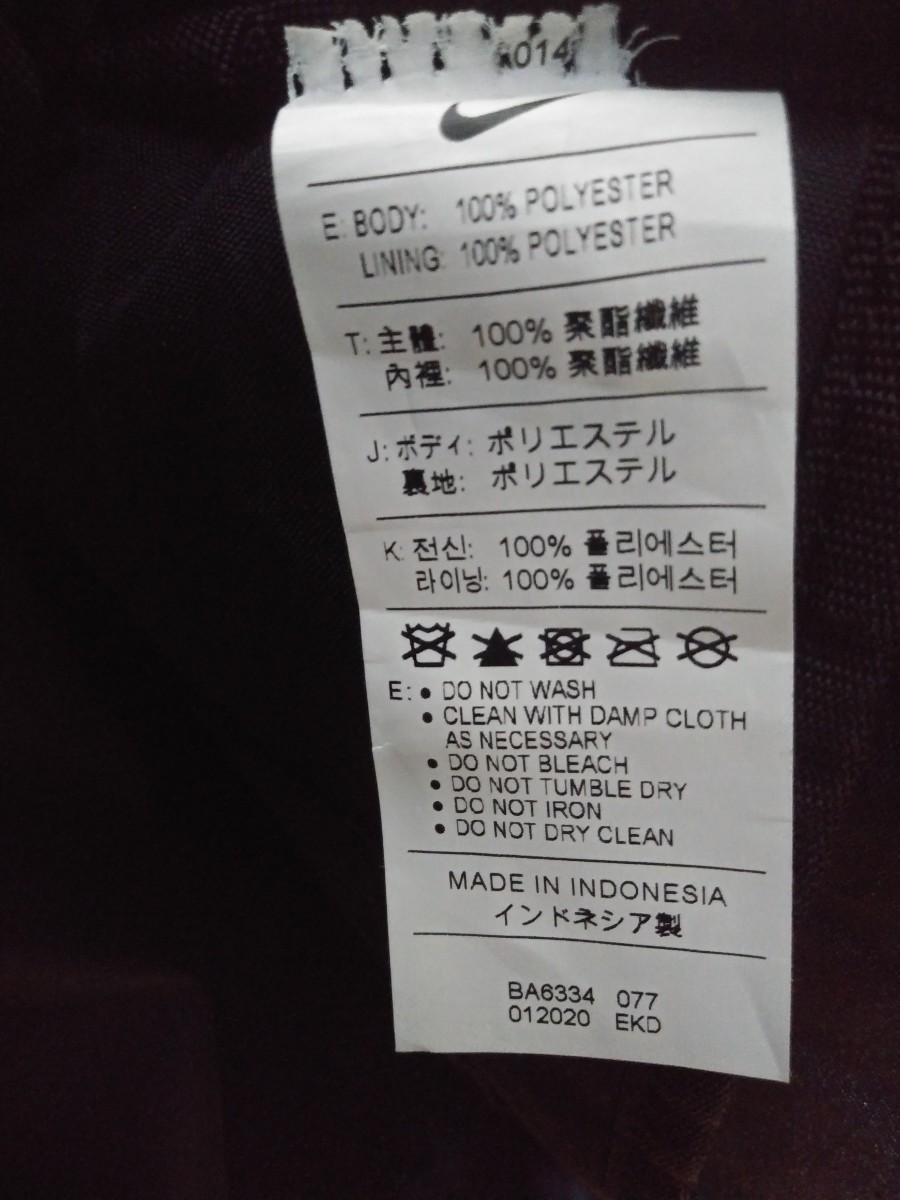 014
E: BODY: 100% POLYESTER
LINING: 100% POLYESTER
T: 主體: 100% 聚酯纖維
內裡: 100% 聚酯纖維
J: ボディ: ポリエステル
裏地: ポリエステル
K: 전신: 100% 폴리에스터
라이닝: 100% 폴리에스터
E: • DO NOT WASH
• CLEAN WITH DAMP CLOTH
AS NECESSARY
• DO NOT BLEACH
• DO NOT TUMBLE DRY
• DO NOT IRON
• DO NOT DRY CLEAN
MADE IN INDONESIA
インドネシア製
BA6334 077
012020 EKD